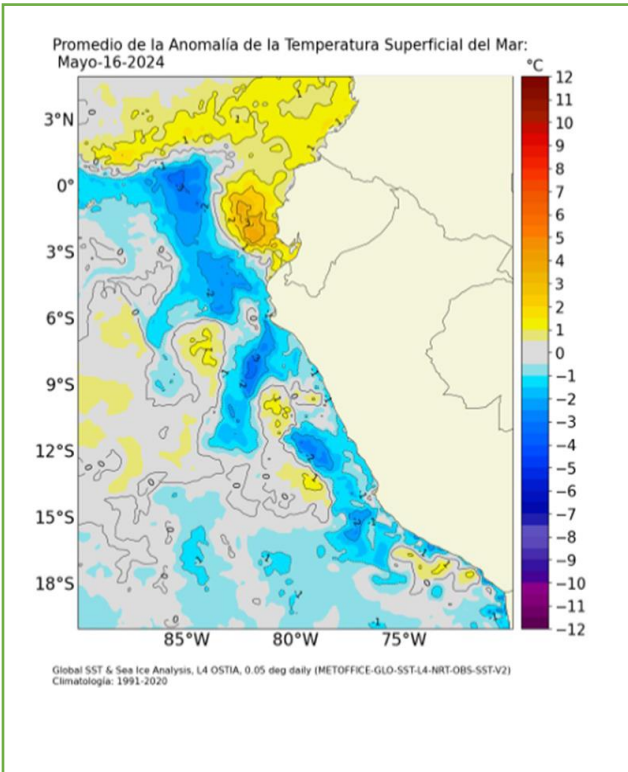 Promedio de la Anomalía de la Temperatura Superficial del Mar:
Mayo-16-2024
°C
12
11
10
9
8
7
6
5
4
3
2
1
0
−1
−2
−3
−4
−5
−6
−7
−8
−9
−10
−11
−12
3°N
0°
3°S
6°S
9°S
12°S
15°S
18°S
85°W 80°W 75°W
Global SST & Sea Ice Analysis, L4 OSTIA, 0.05 deg daily (METOFFICE-GLO-SST-L4-NRT-OBS-SST-V2)
Climatología: 1991-2020